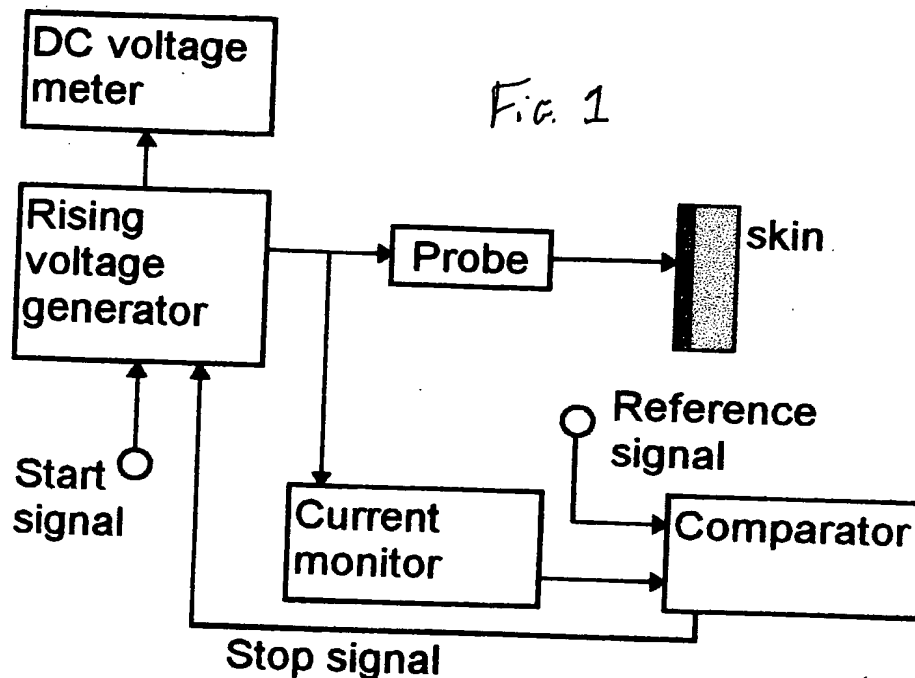 DC voltage
meter
Fig. 1
Rising
voltage
generator
Probe
skin
Start
signal
Reference
signal
Current
monitor
Comparator
Stop signal